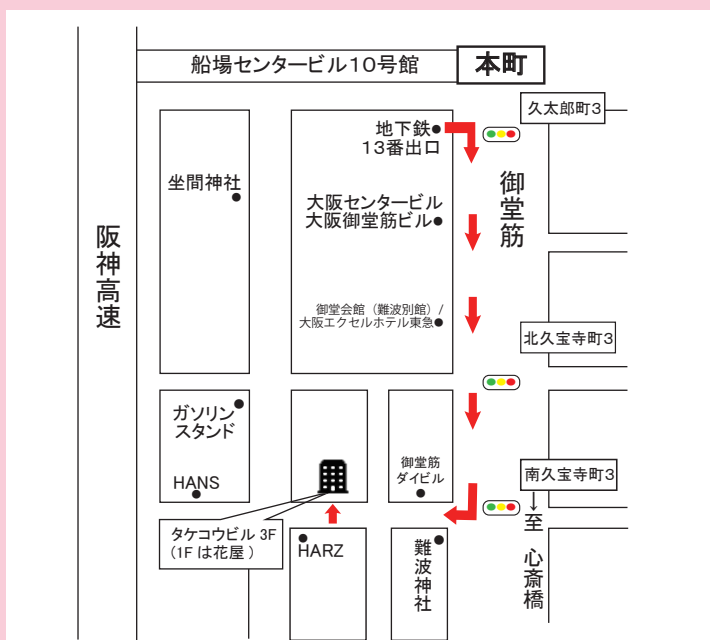 船場センタービル10号館
本町
久太郎町3
地下鉄
13番出口
坐間神社
御堂筋
大阪センタービル
大阪御堂筋ビル
阪神高速
御堂会館（難波別館）/
大阪エクセルホテル東急
北久宝寺町3
ガソリン
スタンド
御堂筋
ダイビル
南久宝寺町3
HANS
↓至 心斎橋
タケコウビル 3F
(1F は花屋 )
HARZ
難波神社